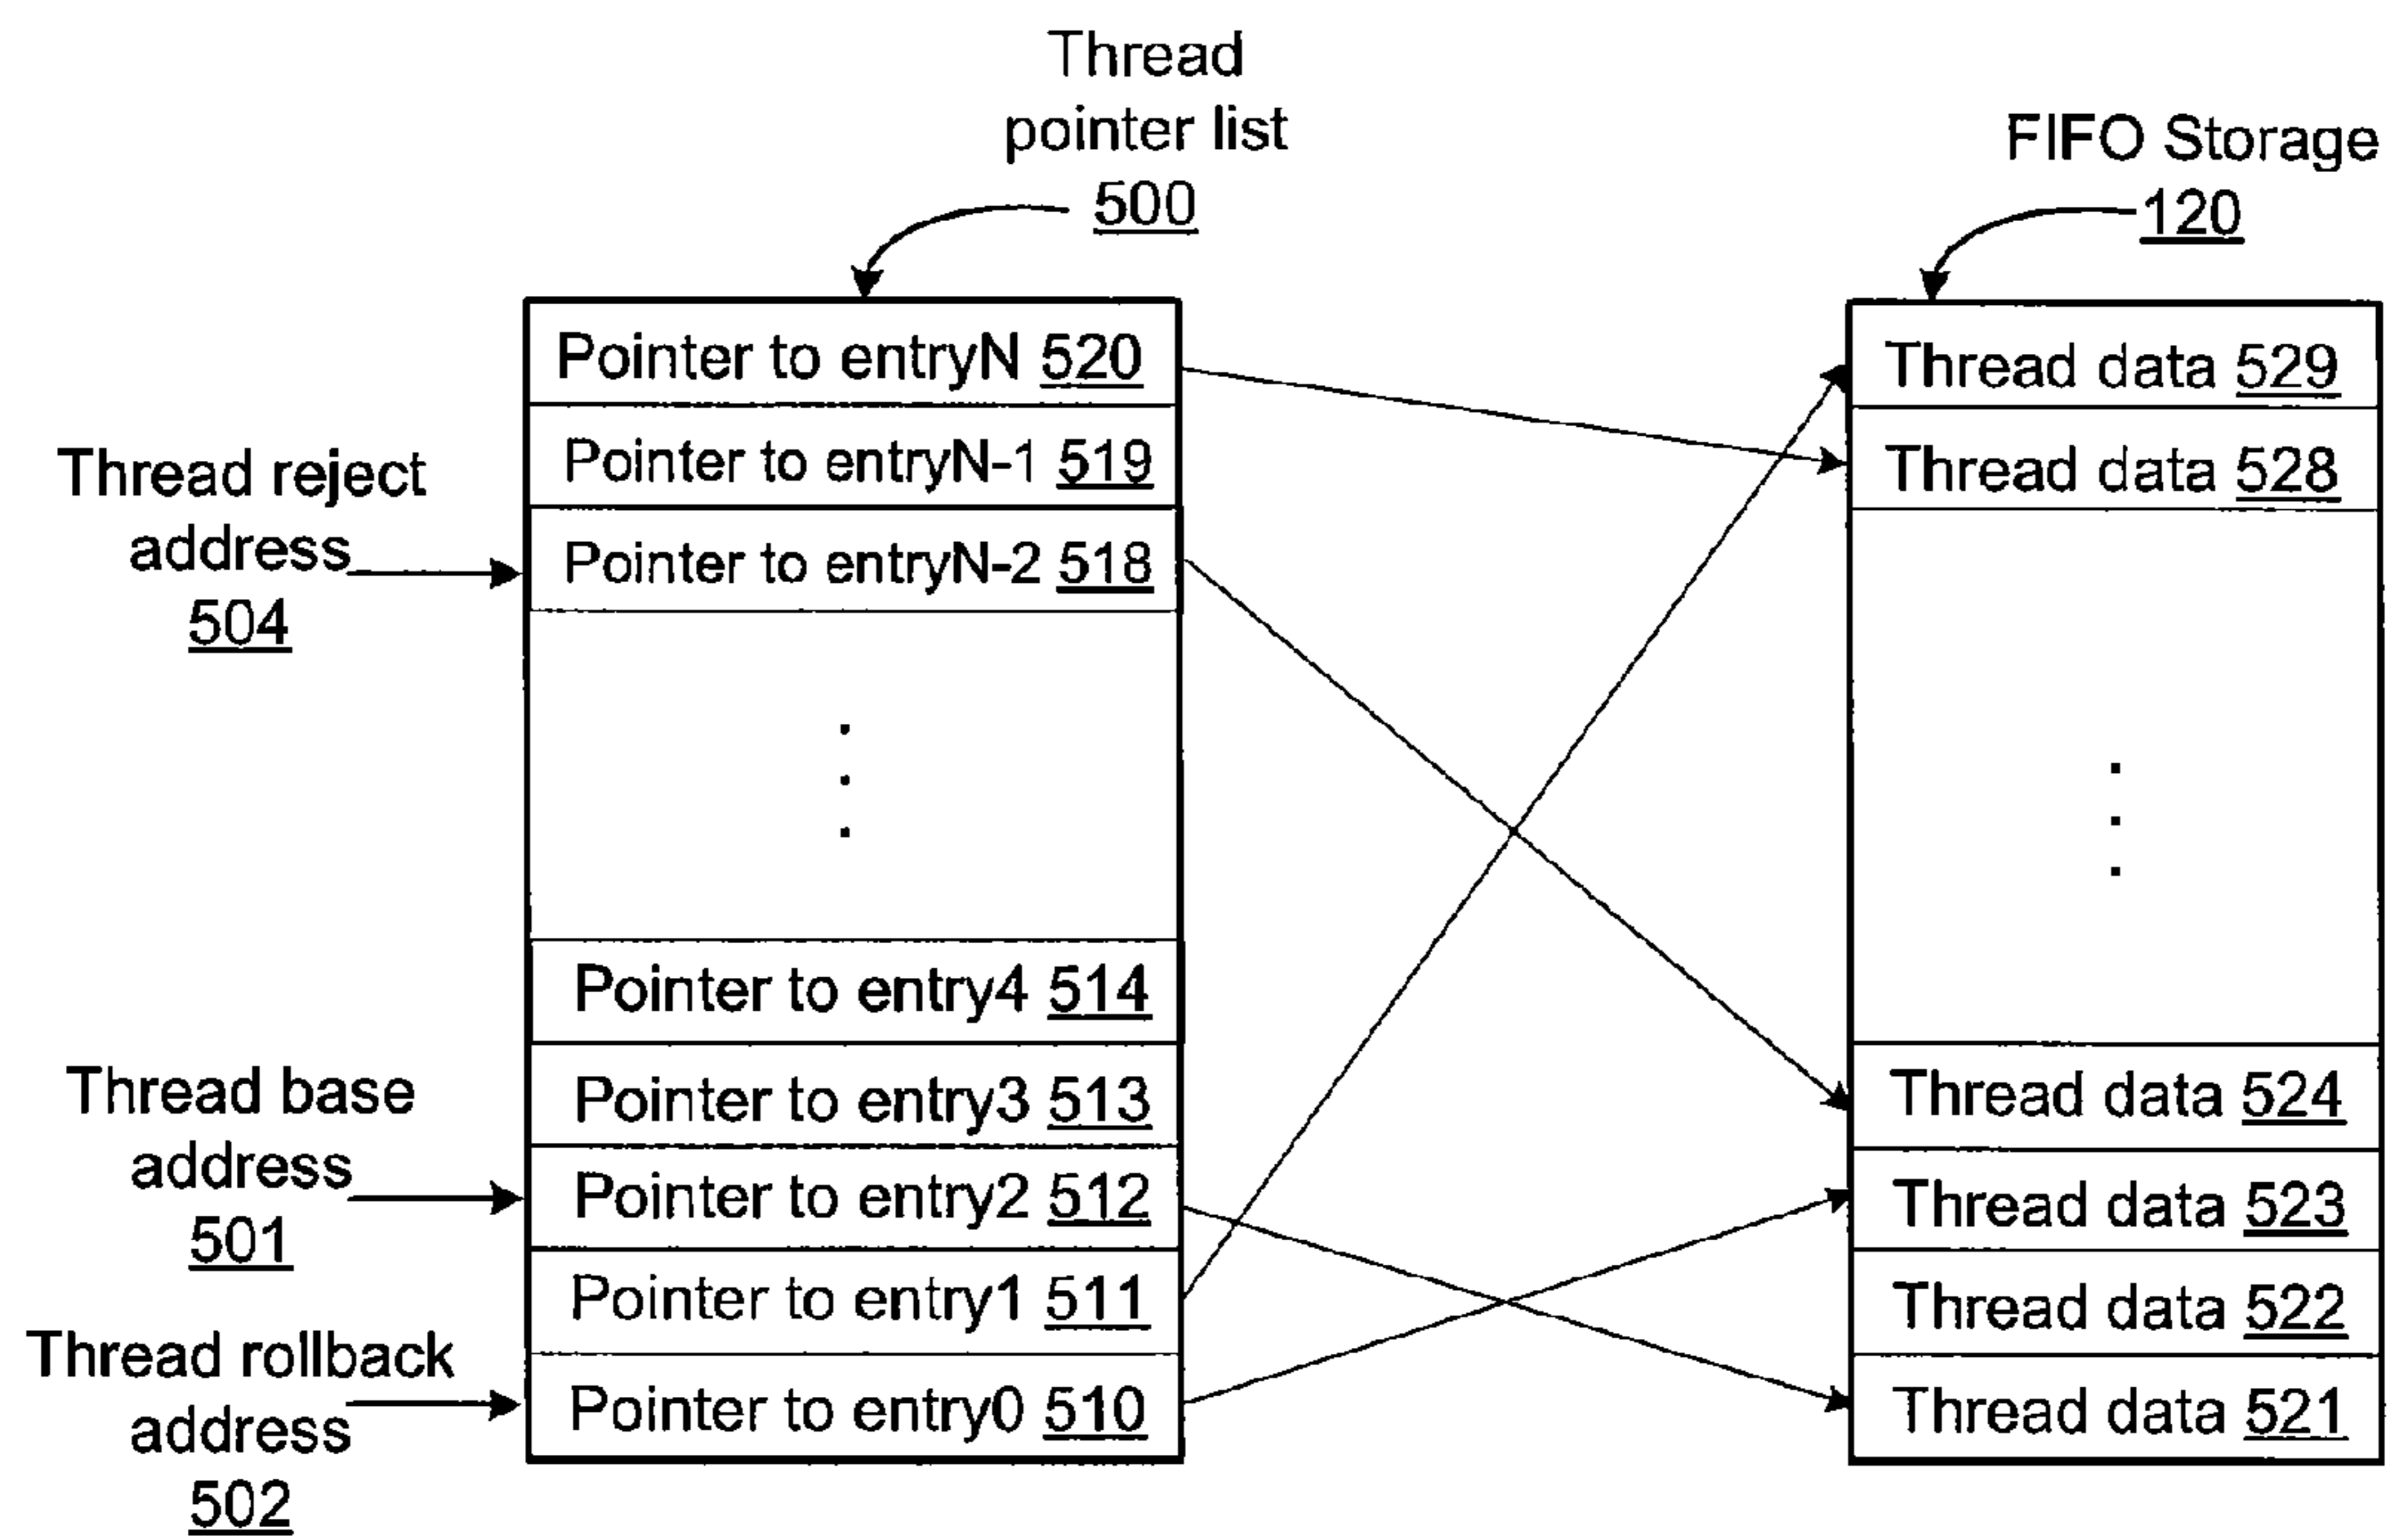 Thread
pointer list
500
FIFO Storage
120
Pointer to entryN 520
Pointer to entryN-1 519
Pointer to entryN-2 518
Thread reject
address
504
Pointer to entry4 514
Pointer to entry3 513
Pointer to entry2 512
Pointer to entry1 511
Pointer to entry0 510
Thread base
address
501
Thread rollback
address
502
Thread data 529
Thread data 528
Thread data 524
Thread data 523
Thread data 522
Thread data 521